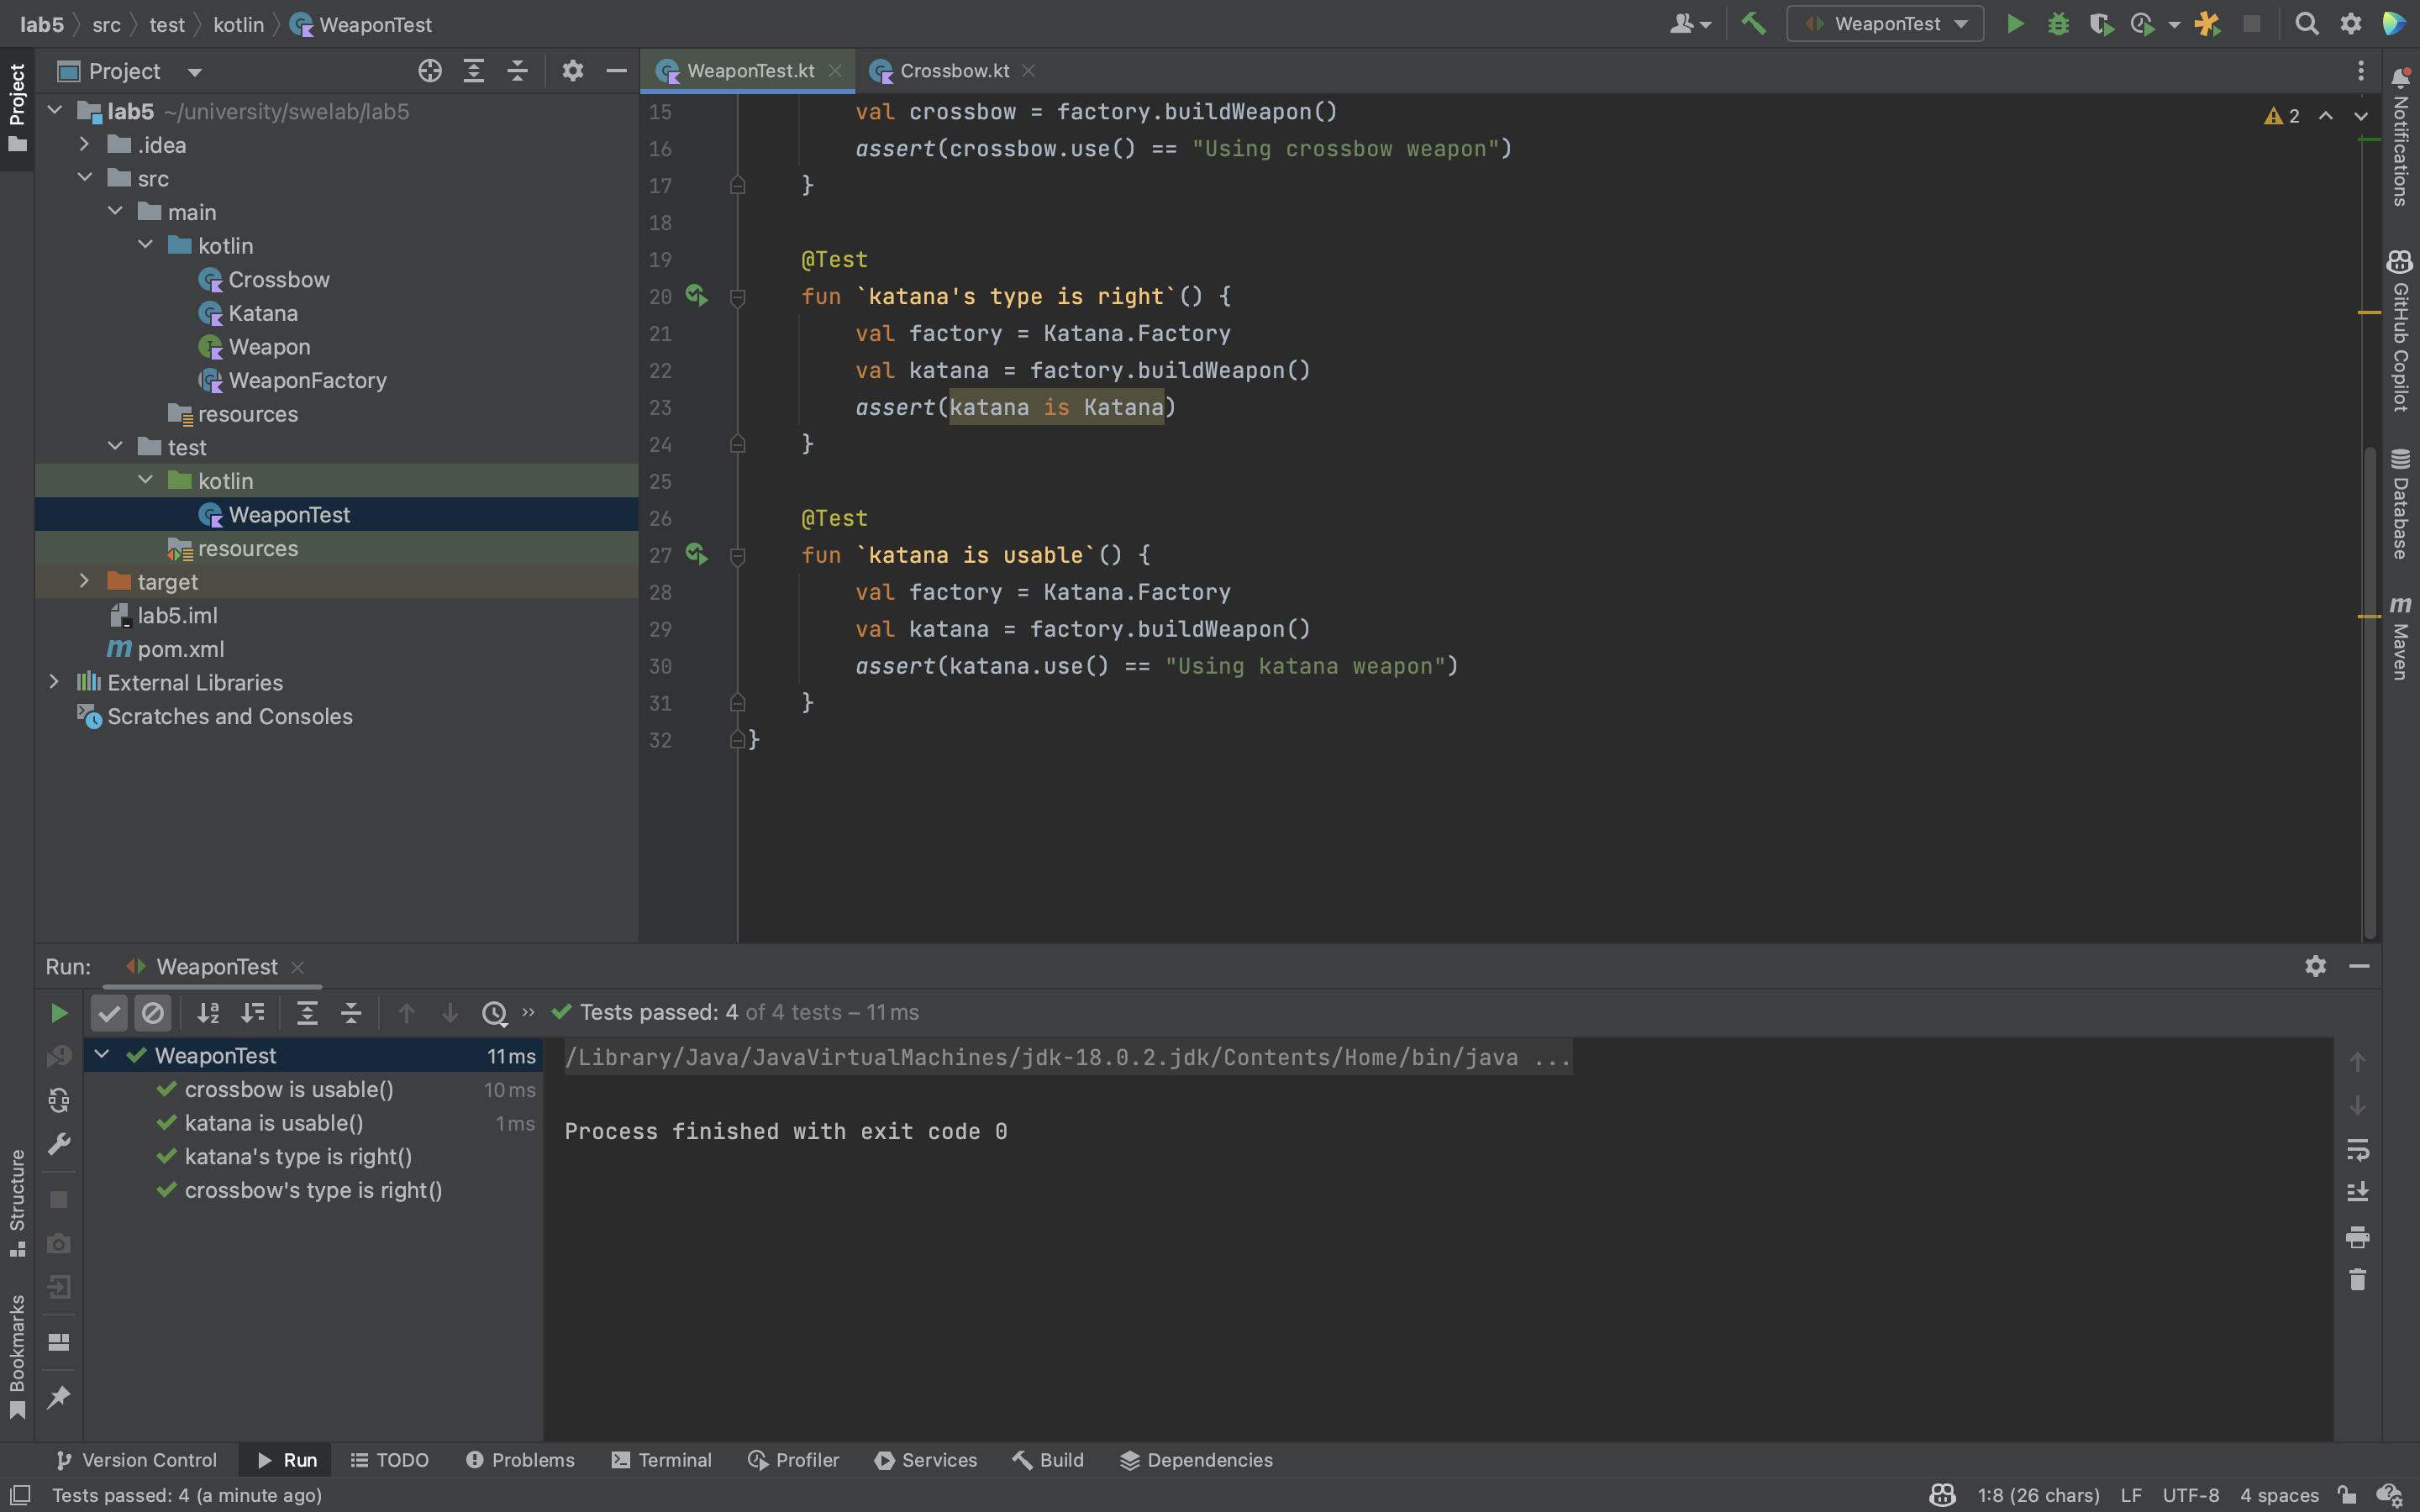 lab5 src test kotlin WeaponTest
WeaponTest
Project
WeaponTest.kt
Crossbow.kt
Project
Structure
Bookmarks
Notifications
GitHub Copilot
Database
Maven
lab5 ~/university/swelab/lab5
.idea
src
main
kotlin
Crossbow
Katana
Weapon
WeaponFactory
resources
test
kotlin
WeaponTest
resources
target
lab5.iml
pom.xml
External Libraries
Scratches and Consoles
2
15 val crossbow = factory.buildWeapon()
16 assert(crossbow.use() == "Using crossbow weapon")
17 }
18
19 @Test
20 fun `katana's type is right`() {
21 val factory = Katana.Factory
22 val katana = factory.buildWeapon()
23 assert(katana is Katana)
24 }
25
26 @Test
27 fun `katana is usable`() {
28 val factory = Katana.Factory
29 val katana = factory.buildWeapon()
30 assert(katana.use() == "Using katana weapon")
31 }
32 }
Run: WeaponTest
Tests passed: 4 of 4 tests – 11 ms
WeaponTest 11 ms
crossbow is usable() 10 ms
katana is usable() 1 ms
katana's type is right()
crossbow's type is right()
/Library/Java/JavaVirtualMachines/jdk-18.0.2.jdk/Contents/Home/bin/java ...
Process finished with exit code 0
Version Control Run TODO Problems Terminal Profiler Services Build Dependencies
Tests passed: 4 (a minute ago) 1:8 (26 chars) LF UTF-8 4 spaces